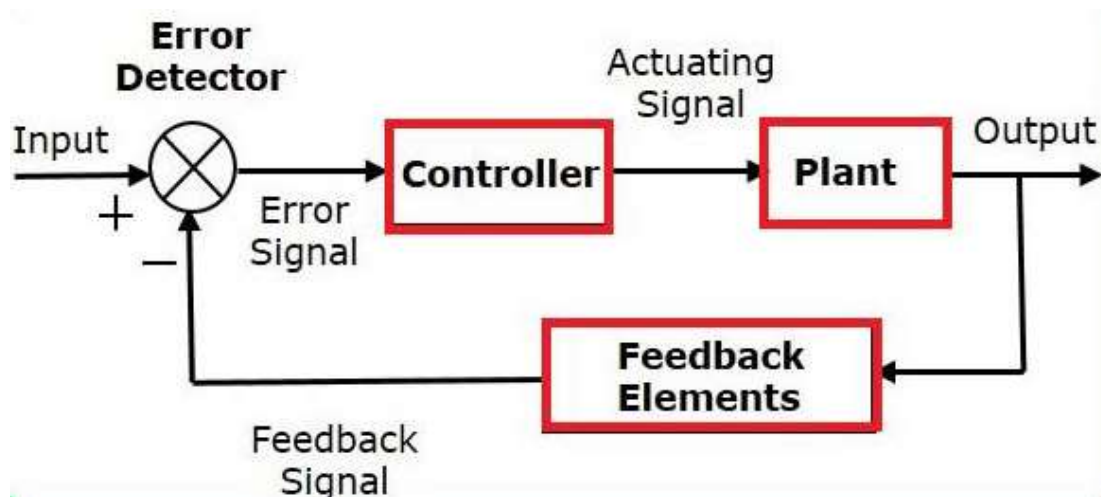 Error
Detector
Input
+
−
Error
Signal
Controller
Actuating
Signal
Plant
Output
Feedback
Elements
Feedback
Signal